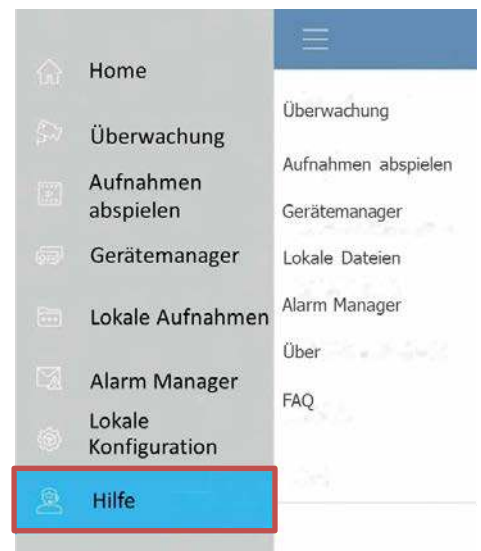 Home
Überwachung
Aufnahmen
abspielen
Gerätemanager
Lokale Aufnahmen
Alarm Manager
Lokale
Konfiguration
Hilfe
Überwachung
Aufnahmen abspielen
Gerätemanager
Lokale Dateien
Alarm Manager
Über
FAQ